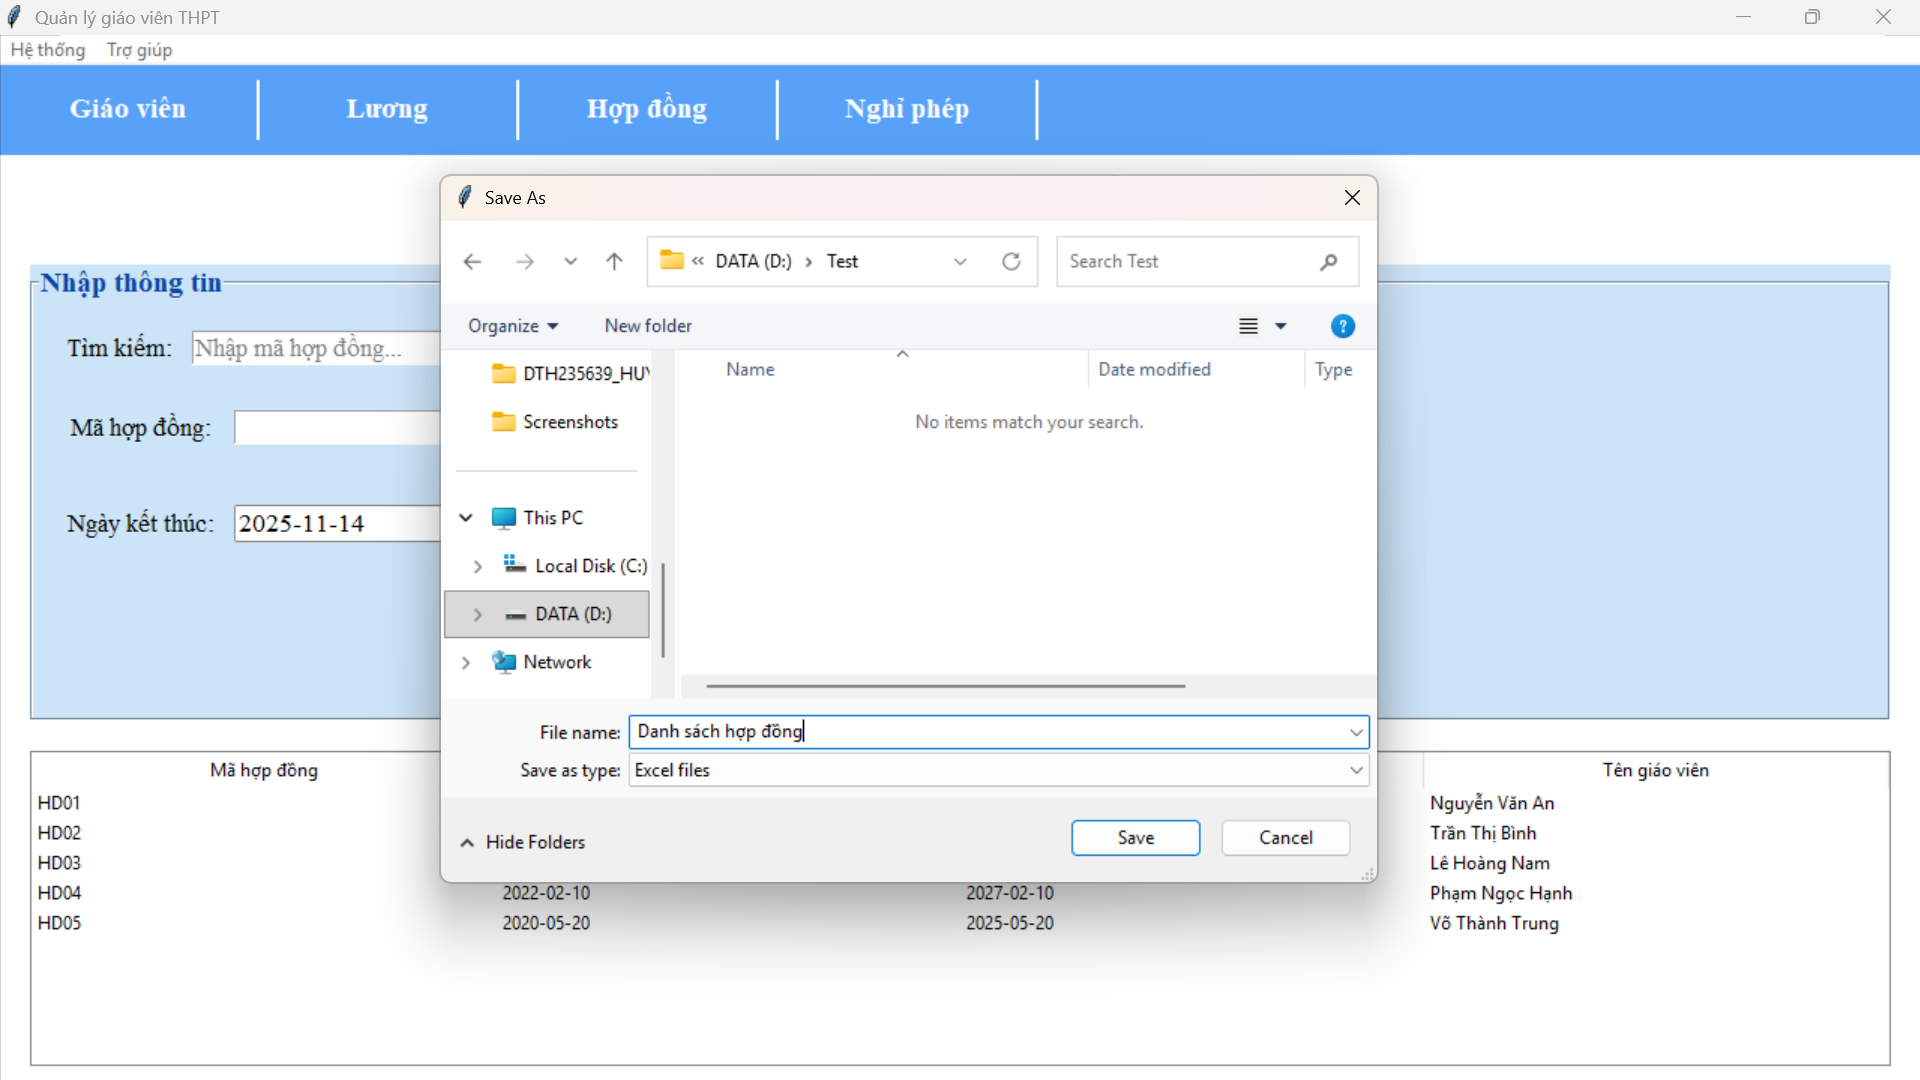 Quản lý giáo viên THPT
Hệ thống Trợ giúp
Giáo viên Lương Hợp đồng Nghỉ phép
Save As
DATA (D:) Test
Search Test
Organize New folder
?
Nhập thông tin
Tìm kiếm: Nhập mã hợp đồng...
Mã hợp đồng:
Ngày kết thúc: 2025-11-14
DTH235639_HUY
Screenshots
This PC
Local Disk (C:)
DATA (D:)
Network
Name Date modified Type
No items match your search.
File name: Danh sách hợp đồng
Save as type: Excel files
Hide Folders Save Cancel
Mã hợp đồng Tên giáo viên
HD01 Nguyễn Văn An
HD02 Trần Thị Bình
HD03 Lê Hoàng Nam
HD04 2022-02-10 2027-02-10 Phạm Ngọc Hạnh
HD05 2020-05-20 2025-05-20 Võ Thành Trung